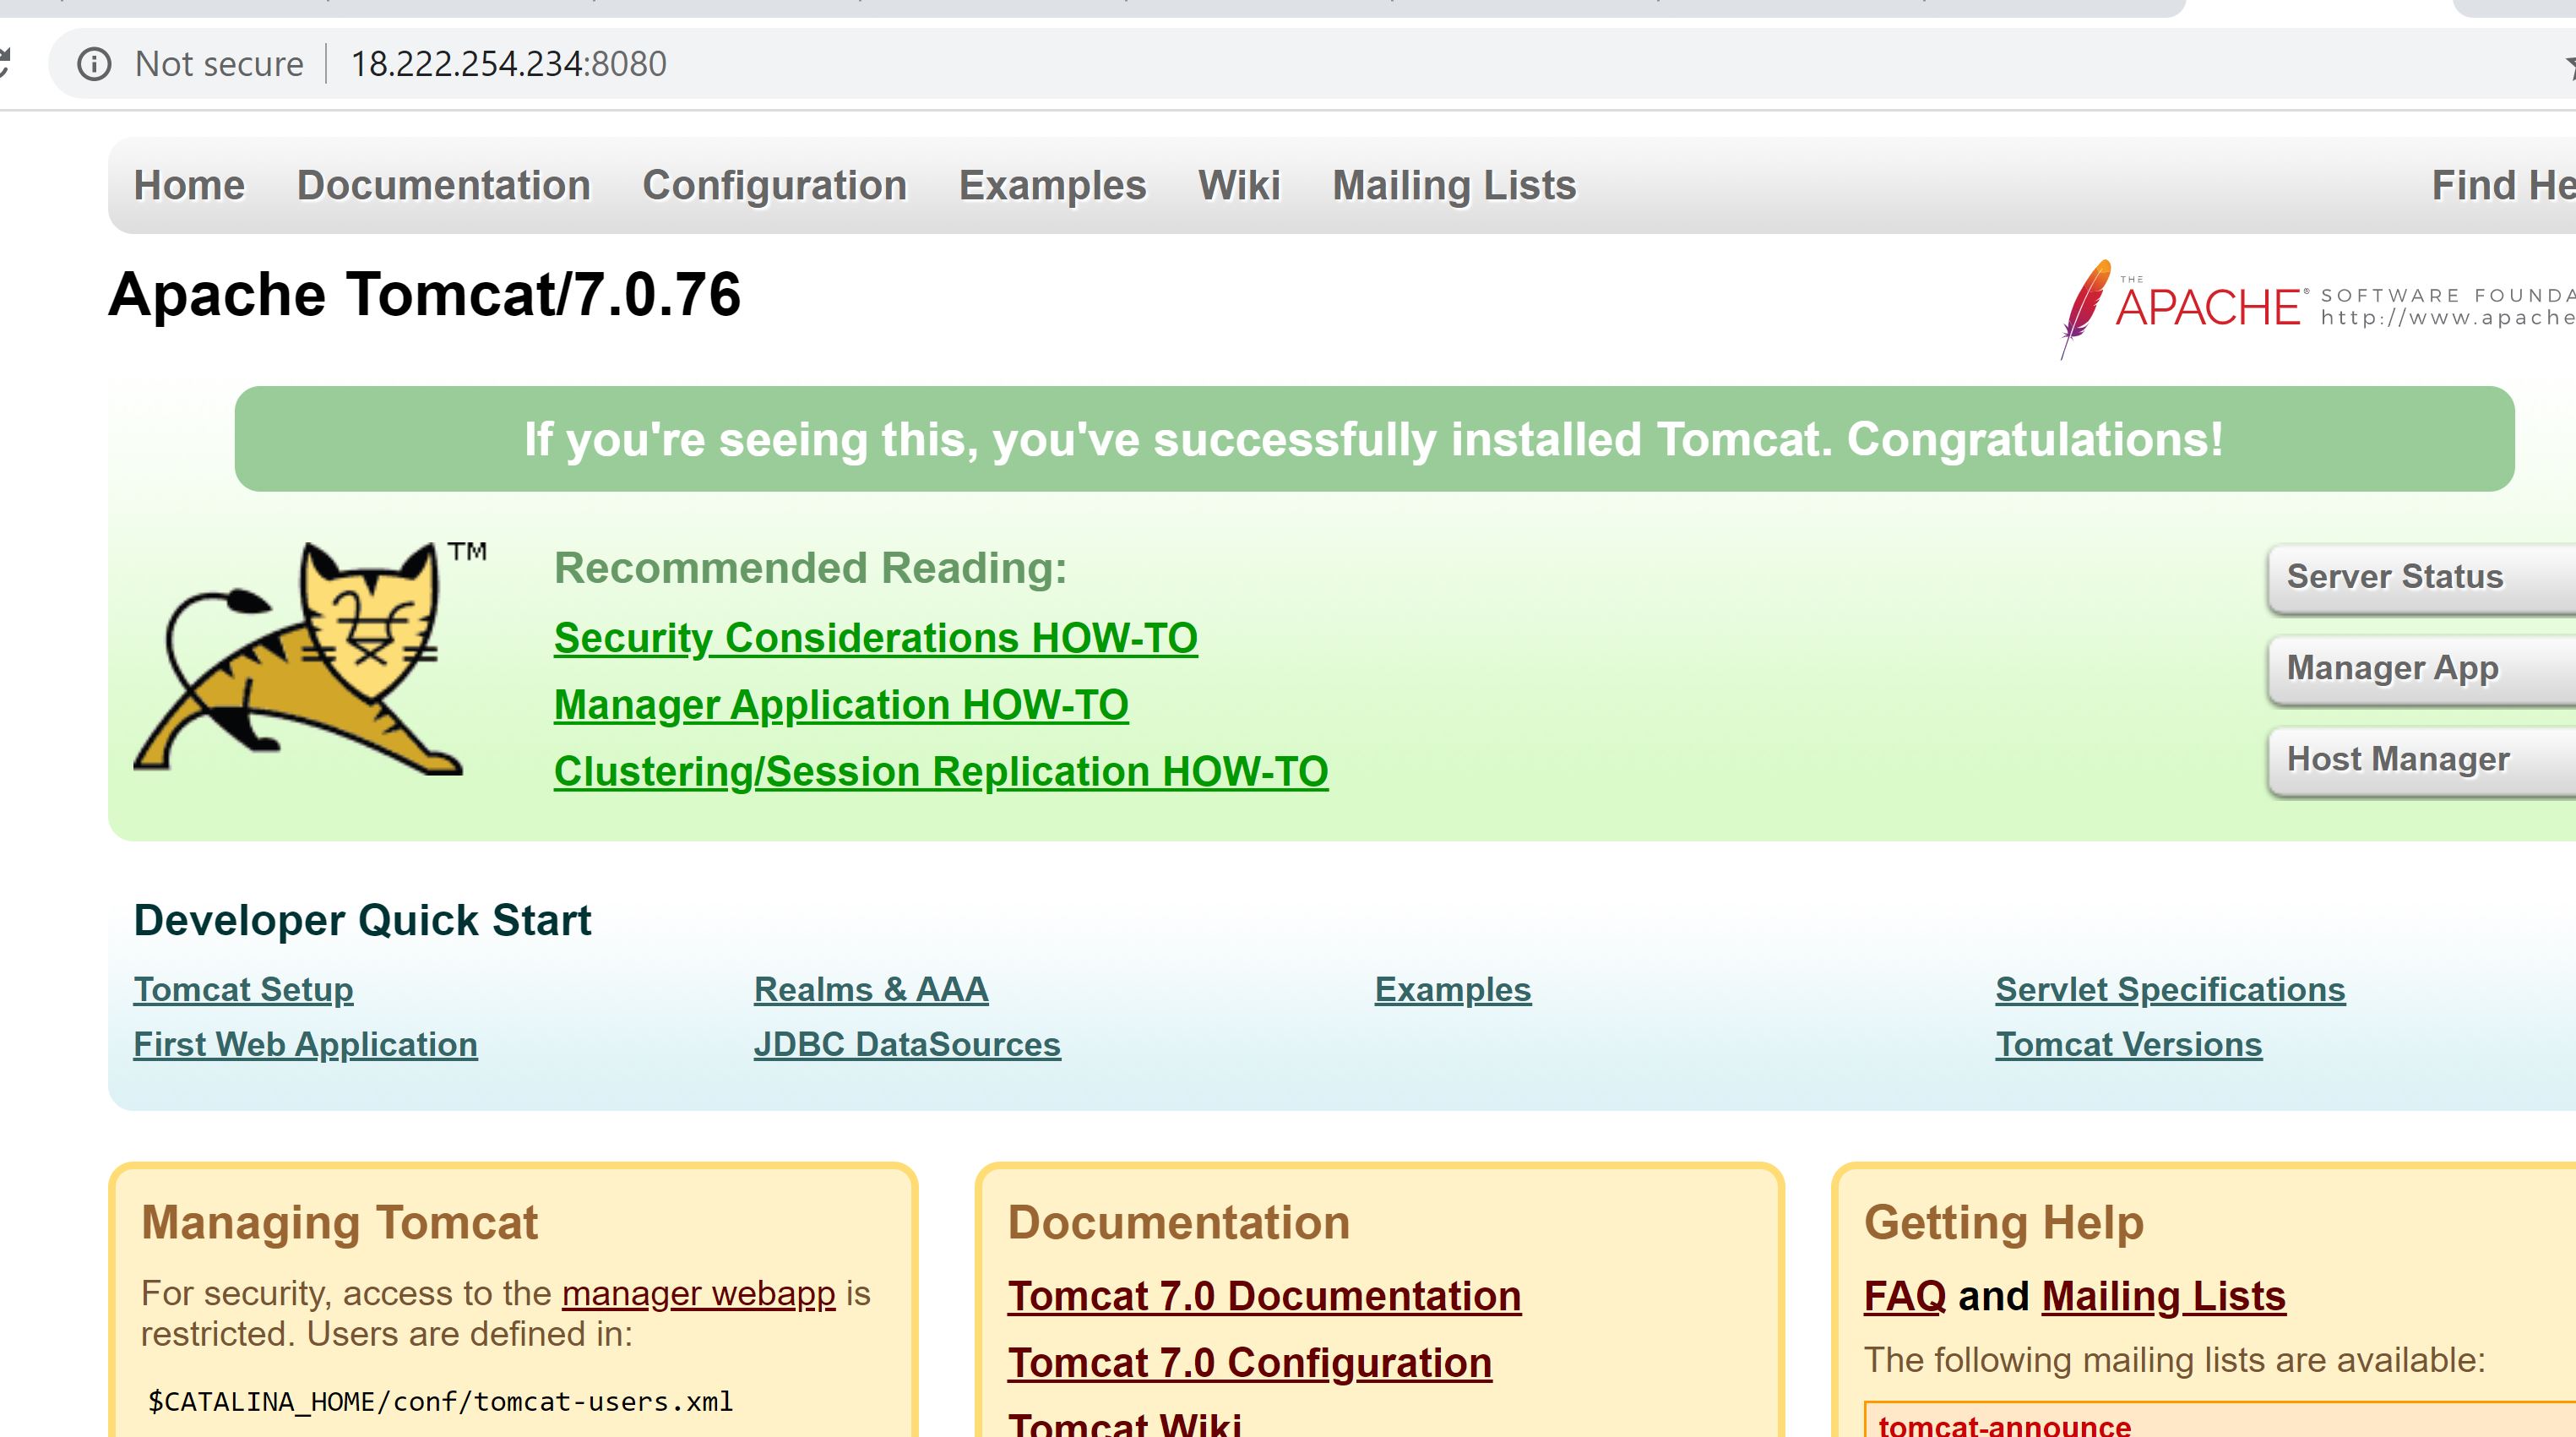 Not secure | 18.222.254.234:8080
Home Documentation Configuration Examples Wiki Mailing Lists Find He
Apache Tomcat/7.0.76
THE
APACHE® SOFTWARE FOUNDA
http://www.apache
If you're seeing this, you've successfully installed Tomcat. Congratulations!
TM
Recommended Reading:
Security Considerations HOW-TO
Manager Application HOW-TO
Clustering/Session Replication HOW-TO
Server Status
Manager App
Host Manager
Developer Quick Start
Tomcat Setup Realms & AAA Examples Servlet Specifications
First Web Application JDBC DataSources Tomcat Versions
Managing Tomcat
For security, access to the manager webapp is
restricted. Users are defined in:
$CATALINA_HOME/conf/tomcat-users.xml
Documentation
Tomcat 7.0 Documentation
Tomcat 7.0 Configuration
Tomcat Wiki
Getting Help
FAQ and Mailing Lists
The following mailing lists are available:
tomcat-announce